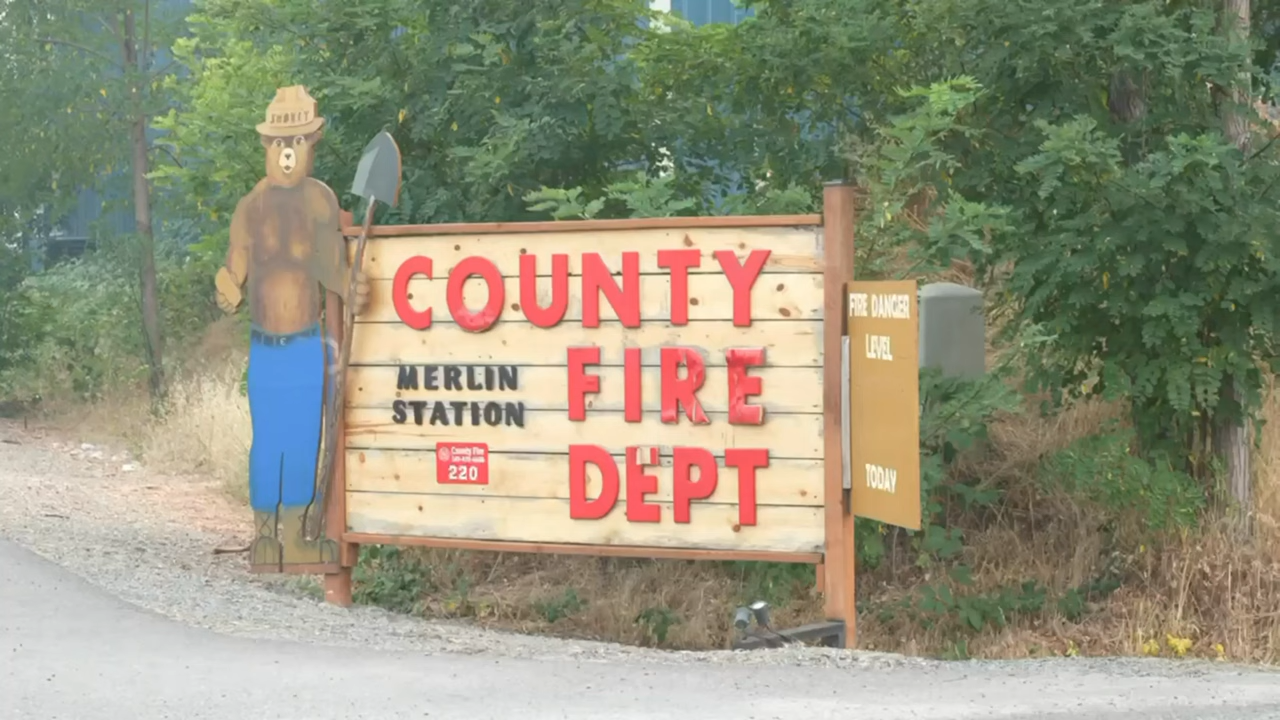 SMOKEY
COUNTY
FIRE
DEPT
MERLIN
STATION
County Fire
220
FIRE DANGER
LEVEL
TODAY